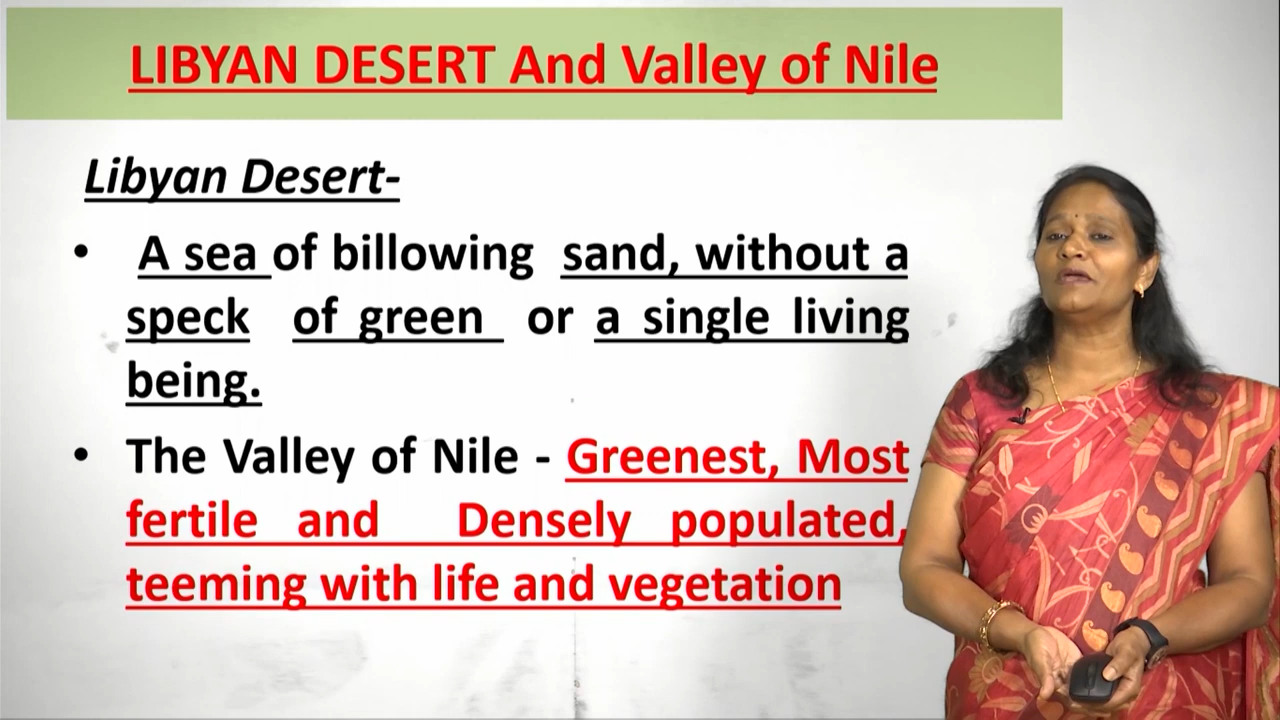 LIBYAN DESERT And Valley of Nile
Libyan Desert-
• A sea of billowing sand, without a
speck of green or a single living
being.
• The Valley of Nile - Greenest, Most
fertile and Densely populated,
teeming with life and vegetation